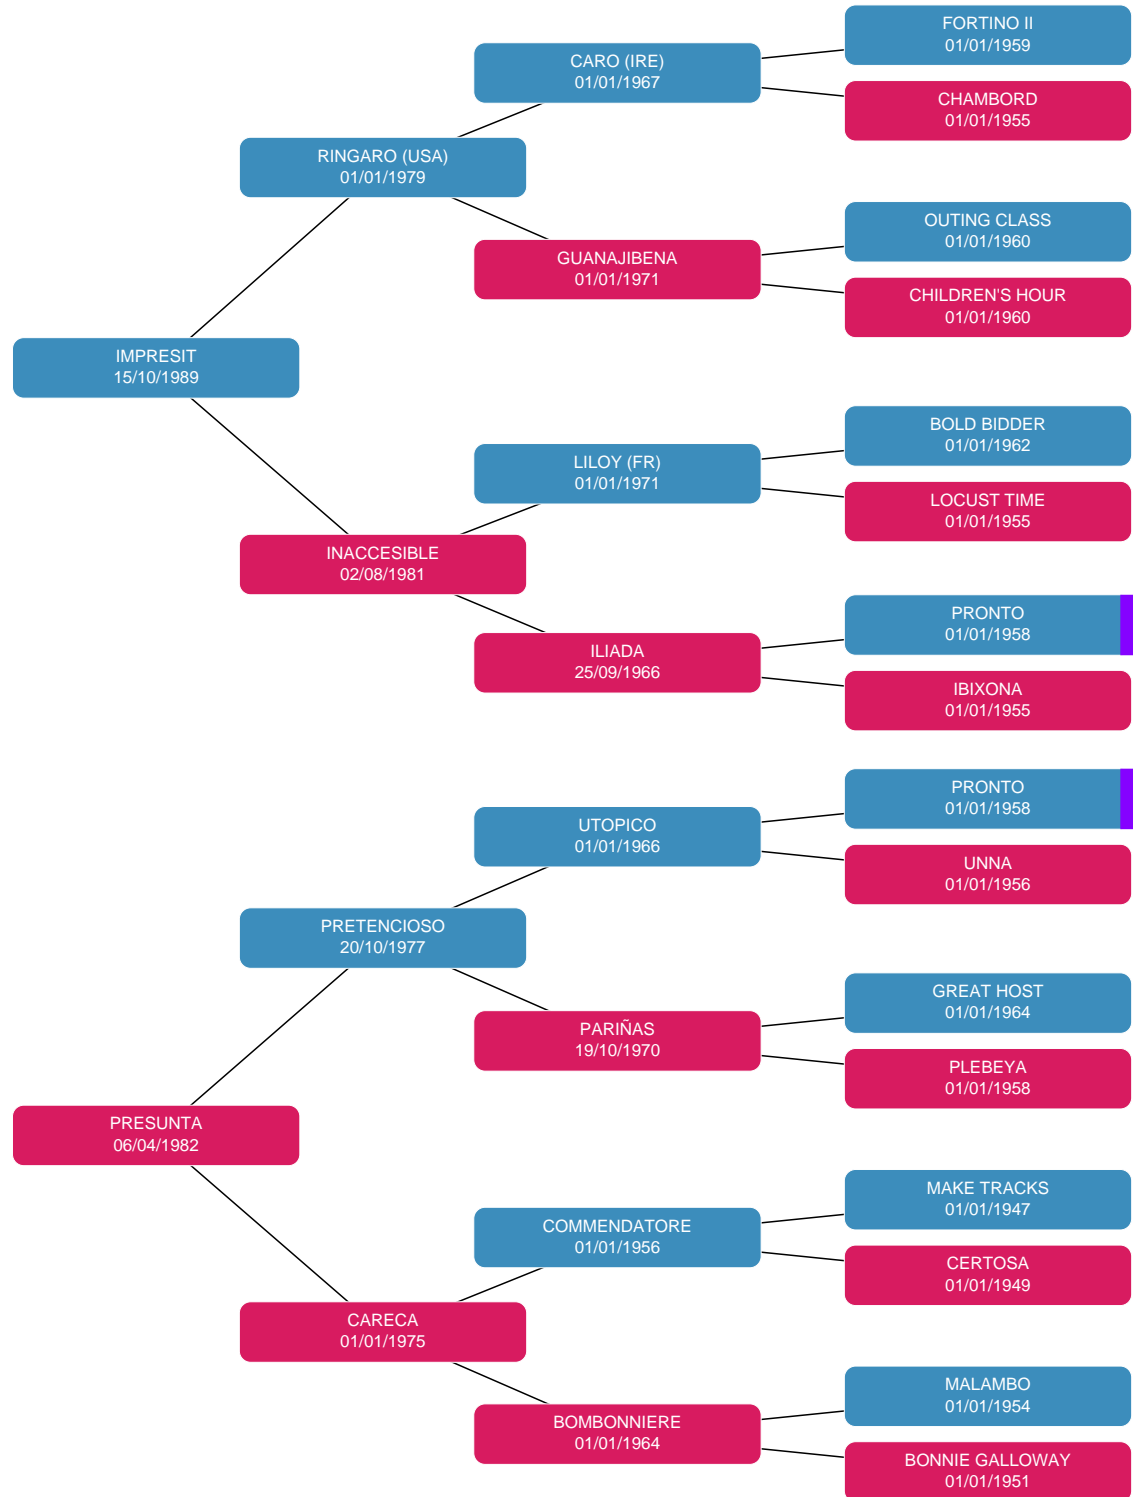 FORTINO II
01/01/1959
CARO (IRE)
01/01/1967
CHAMBORD
01/01/1955
RINGARO (USA)
01/01/1979
OUTING CLASS
01/01/1960
GUANAJIBENA
01/01/1971
CHILDREN'S HOUR
01/01/1960
IMPRESIT
15/10/1989
BOLD BIDDER
01/01/1962
LILOY (FR)
01/01/1971
LOCUST TIME
01/01/1955
INACCESIBLE
02/08/1981
PRONTO
01/01/1958
ILIADA
25/09/1966
IBIXONA
01/01/1955
PRONTO
01/01/1958
UTOPICO
01/01/1966
UNNA
01/01/1956
PRETENCIOSO
20/10/1977
GREAT HOST
01/01/1964
PARIÑAS
19/10/1970
PLEBEYA
01/01/1958
PRESUNTA
06/04/1982
MAKE TRACKS
01/01/1947
COMMENDATORE
01/01/1956
CERTOSA
01/01/1949
CARECA
01/01/1975
MALAMBO
01/01/1954
BOMBONNIERE
01/01/1964
BONNIE GALLOWAY
01/01/1951